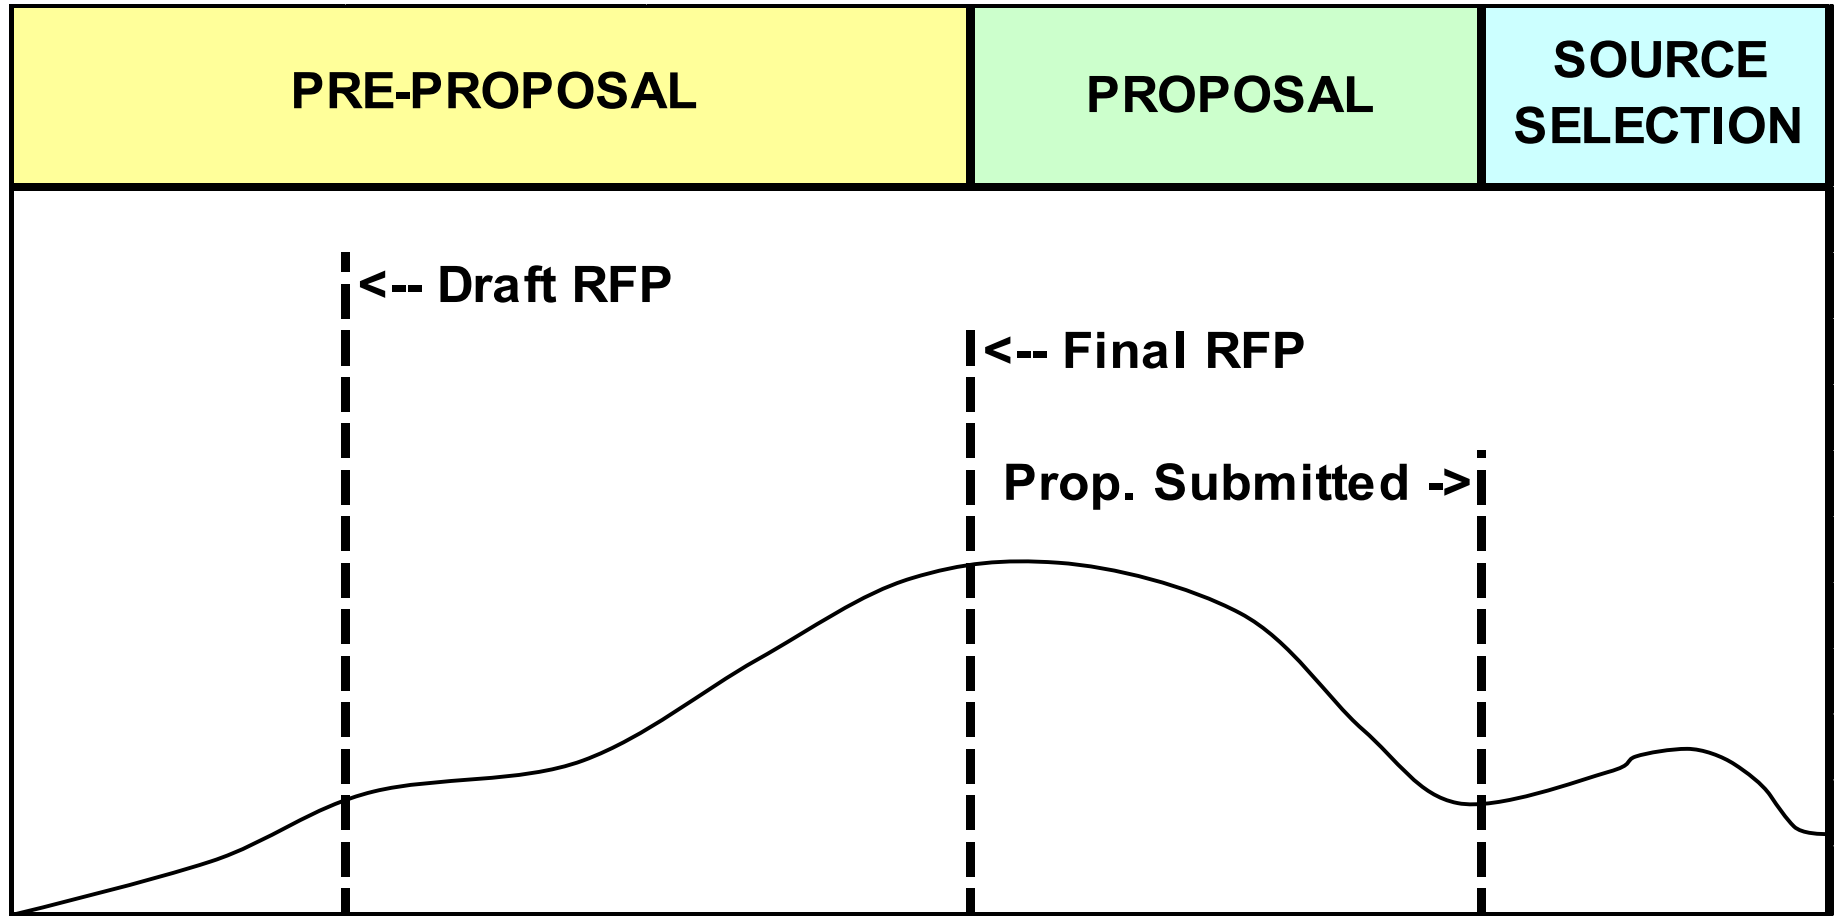 PRE-PROPOSAL
PROPOSAL
SOURCE
SELECTION
<-- Draft RFP
<-- Final RFP
Prop. Submitted ->